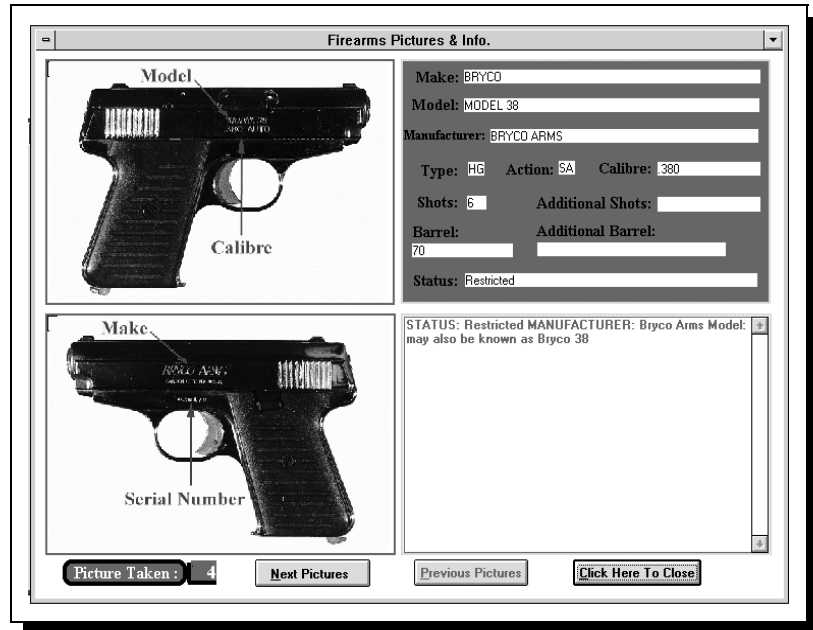 Firearms Pictures & Info.
Model
Calibre
Make: BRYCO
Model: MODEL 38
Manufacturer: BRYCO ARMS
Type: HG Action: SA Calibre: .380
Shots: 6 Additional Shots:
Barrel: Additional Barrel:
70
Status: Restricted
Make
BRYCO ARMS
Serial Number
STATUS: Restricted MANUFACTURER: Bryco Arms Model:
may also be known as Bryco 38
Picture Taken : 4
Next Pictures
Previous Pictures
Click Here To Close